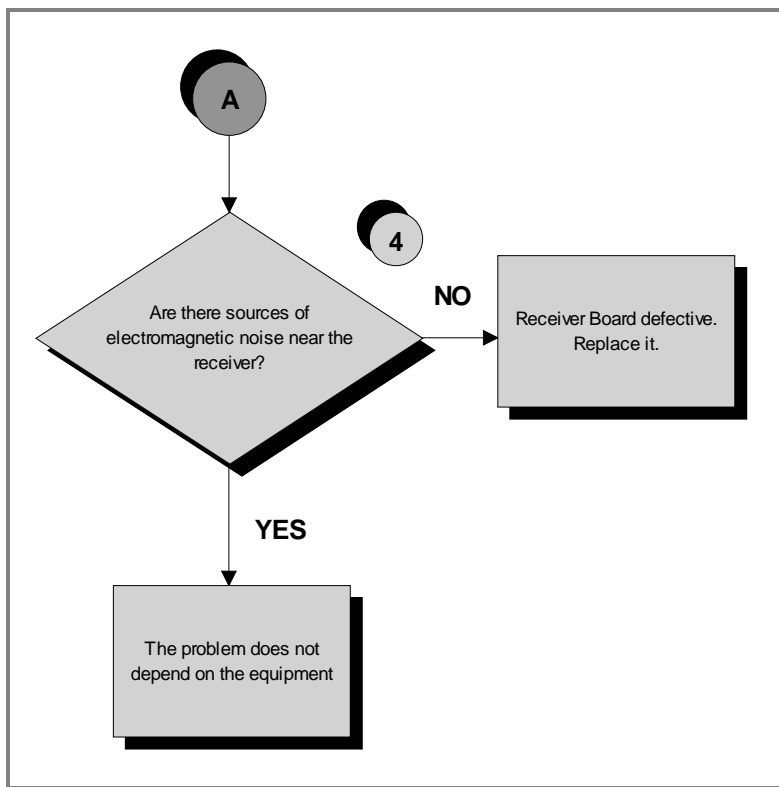 A
4
Are there sources of
electromagnetic noise near the
receiver?
NO
Receiver Board defective.
Replace it.
YES
The problem does not
depend on the equipment